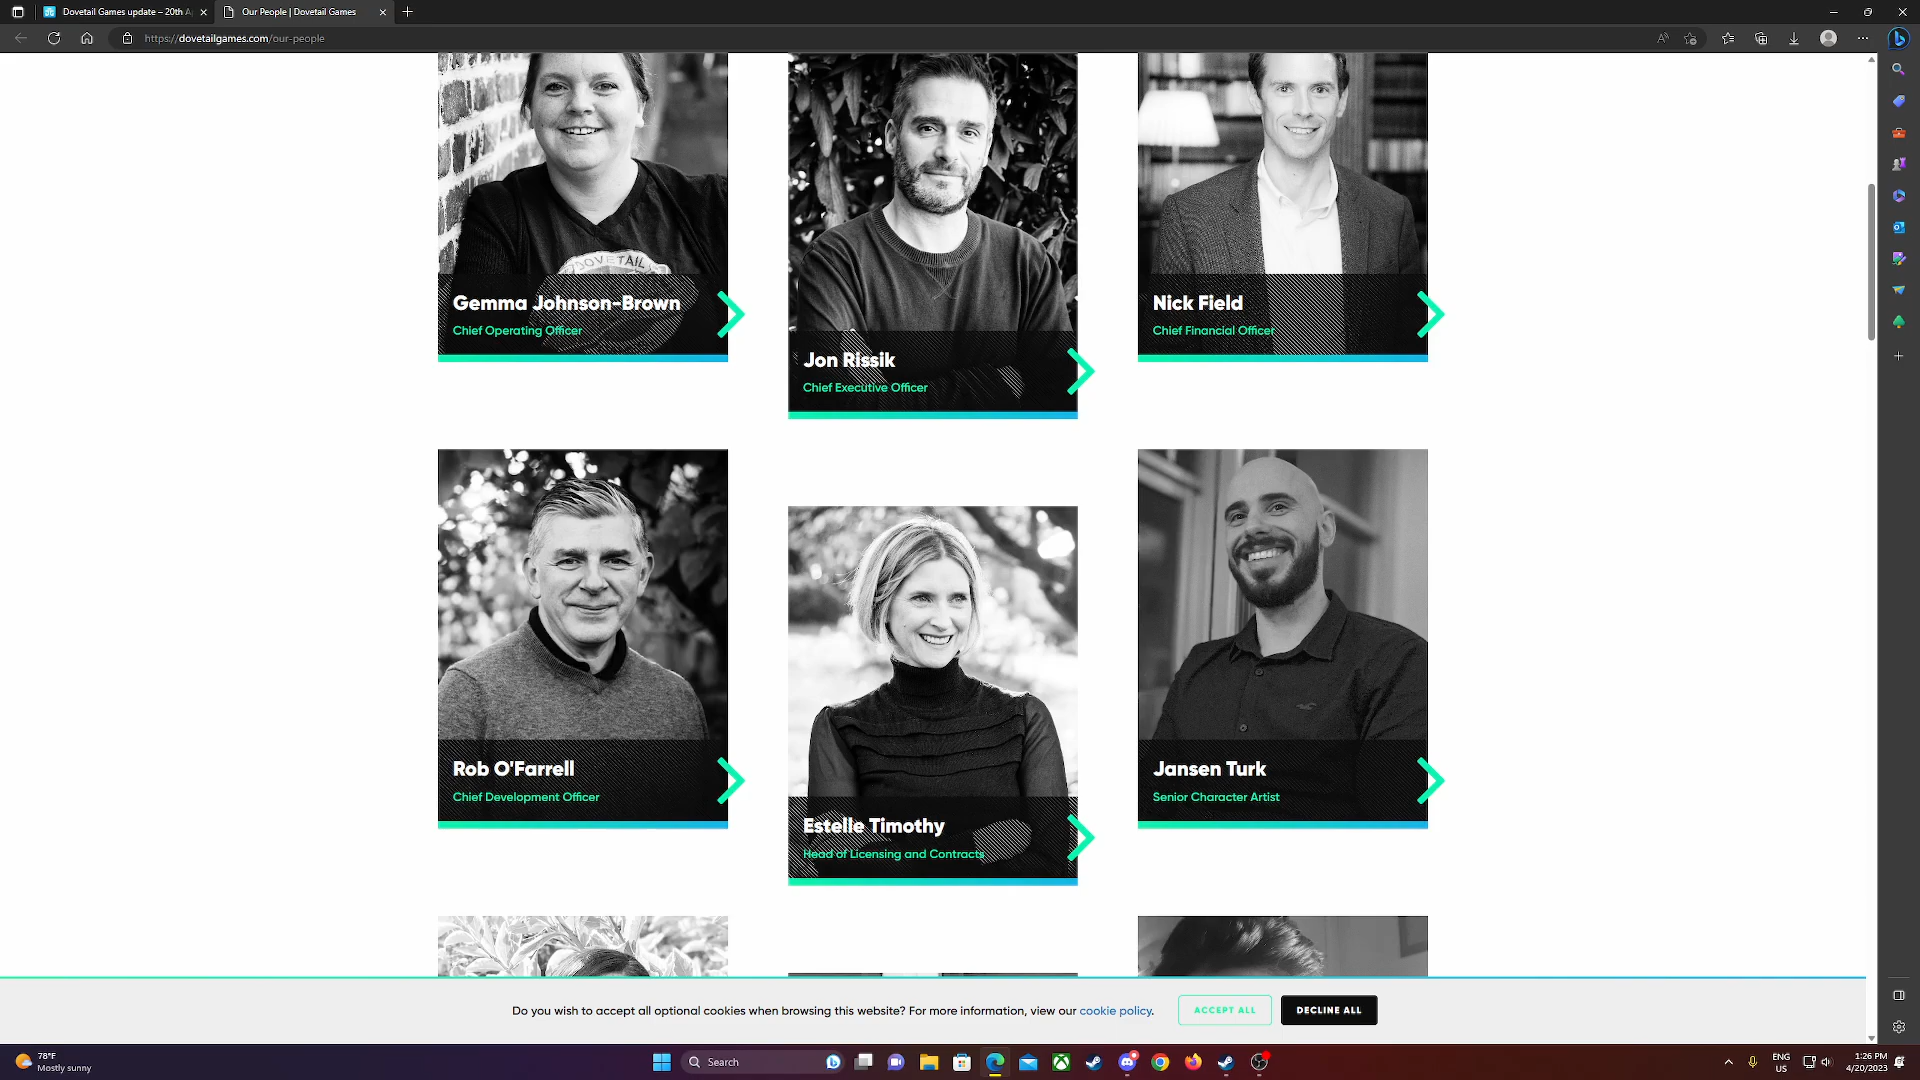 Dovetail Games update – 20th A
Our People | Dovetail Games
https://dovetailgames.com/our-people
DOVETAIL
Gemma Johnson-Brown
Chief Operating Officer
Jon Rissik
Chief Executive Officer
Nick Field
Chief Financial Officer
Rob O'Farrell
Chief Development Officer
Estelle Timothy
Head of Licensing and Contracts
Jansen Turk
Senior Character Artist
Do you wish to accept all optional cookies when browsing this website? For more information, view our cookie policy.
ACCEPT ALL
DECLINE ALL
78°F
Mostly sunny
Search
ENG
US
1:26 PM
4/20/2023